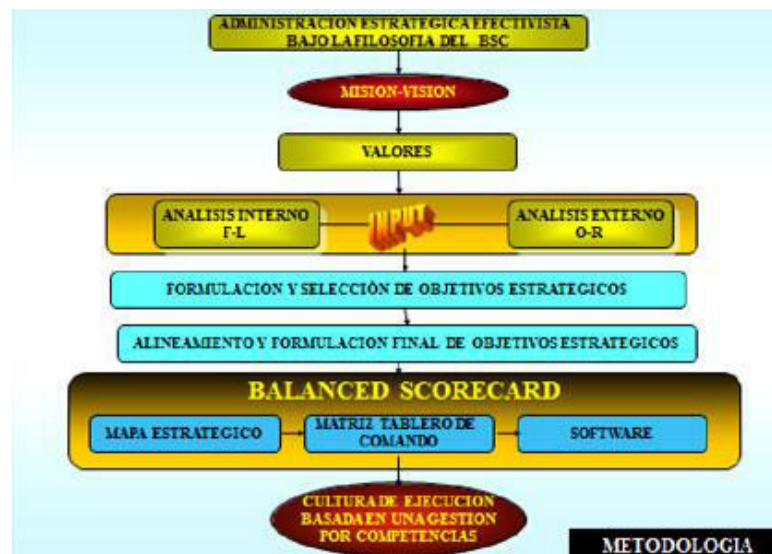 ADMINISTRACION ESTRATEGICA EFECTIVISTA
BAJO LA FILOSOFIA DEL BSC
MISION-VISION
VALORES
ANALISIS INTERNO
F-L
INPUT
ANALISIS EXTERNO
O-R
FORMULACION Y SELECCIÓN DE OBJETIVOS ESTRATEGICOS
ALINEAMIENTO Y FORMULACION FINAL DE OBJETIVOS ESTRATEGICOS
BALANCED SCORECARD
MAPA ESTRATEGICO
MATRIZ TABLERO DE
COMANDO
SOFTWARE
CULTURA DE EJECUCION
BASADA EN UNA GESTION
POR COMPETENCIAS
METODOLOGIA